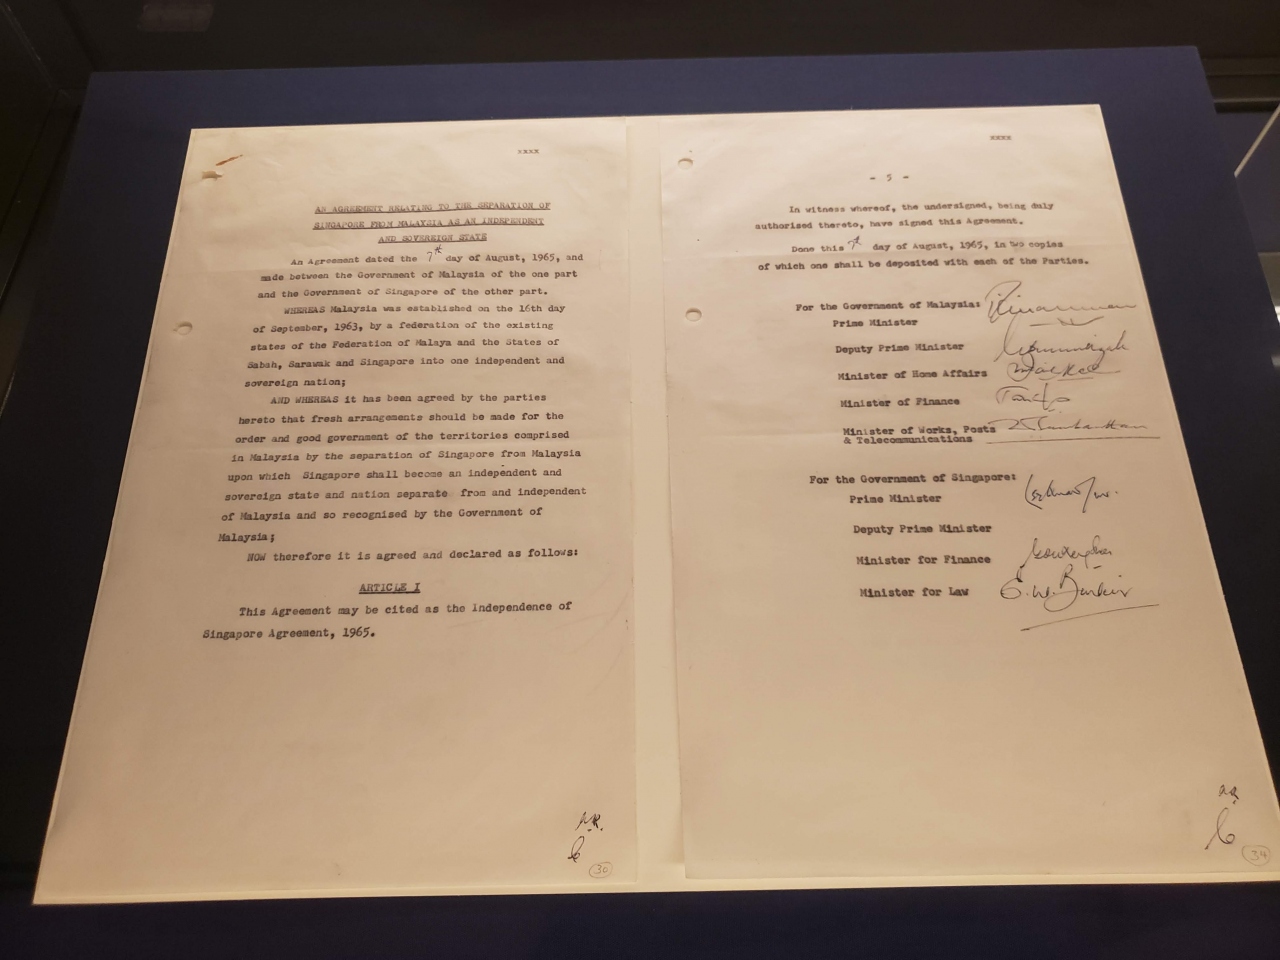 xxxx
AN AGREEMENT RELATING TO THE SEPARATION OF
SINGAPORE FROM MALAYSIA AS AN INDEPENDENT
AND SOVEREIGN STATE
An Agreement dated the 7th day of August, 1965, and
made between the Government of Malaysia of the one part
and the Government of Singapore of the other part.
WHEREAS Malaysia was established on the 16th day
of September, 1963, by a federation of the existing
states of the Federation of Malaya and the States of
Sabah, Sarawak and Singapore into one independent and
sovereign nation;
AND WHEREAS it has been agreed by the parties
hereto that fresh arrangements should be made for the
order and good government of the territories comprised
in Malaysia by the separation of Singapore from Malaysia
upon which Singapore shall become an independent and
sovereign state and nation separate from and independent
of Malaysia and so recognised by the Government of
Malaysia;
NOW therefore it is agreed and declared as follows:
ARTICLE I
This Agreement may be cited as the Independence of
Singapore Agreement, 1965.
30
xxxx
- 5 -
In witness whereof, the undersigned, being duly
authorised thereto, have signed this Agreement.
Done this 7th day of August, 1965, in two copies
of which one shall be deposited with each of the Parties.
For the Government of Malaysia:
Prime Minister
Deputy Prime Minister
Minister of Home Affairs
Minister of Finance
Minister of Works, Posts
& Telecommunications
For the Government of Singapore:
Prime Minister
Deputy Prime Minister
Minister for Finance
Minister for Law E. W. Barker
34